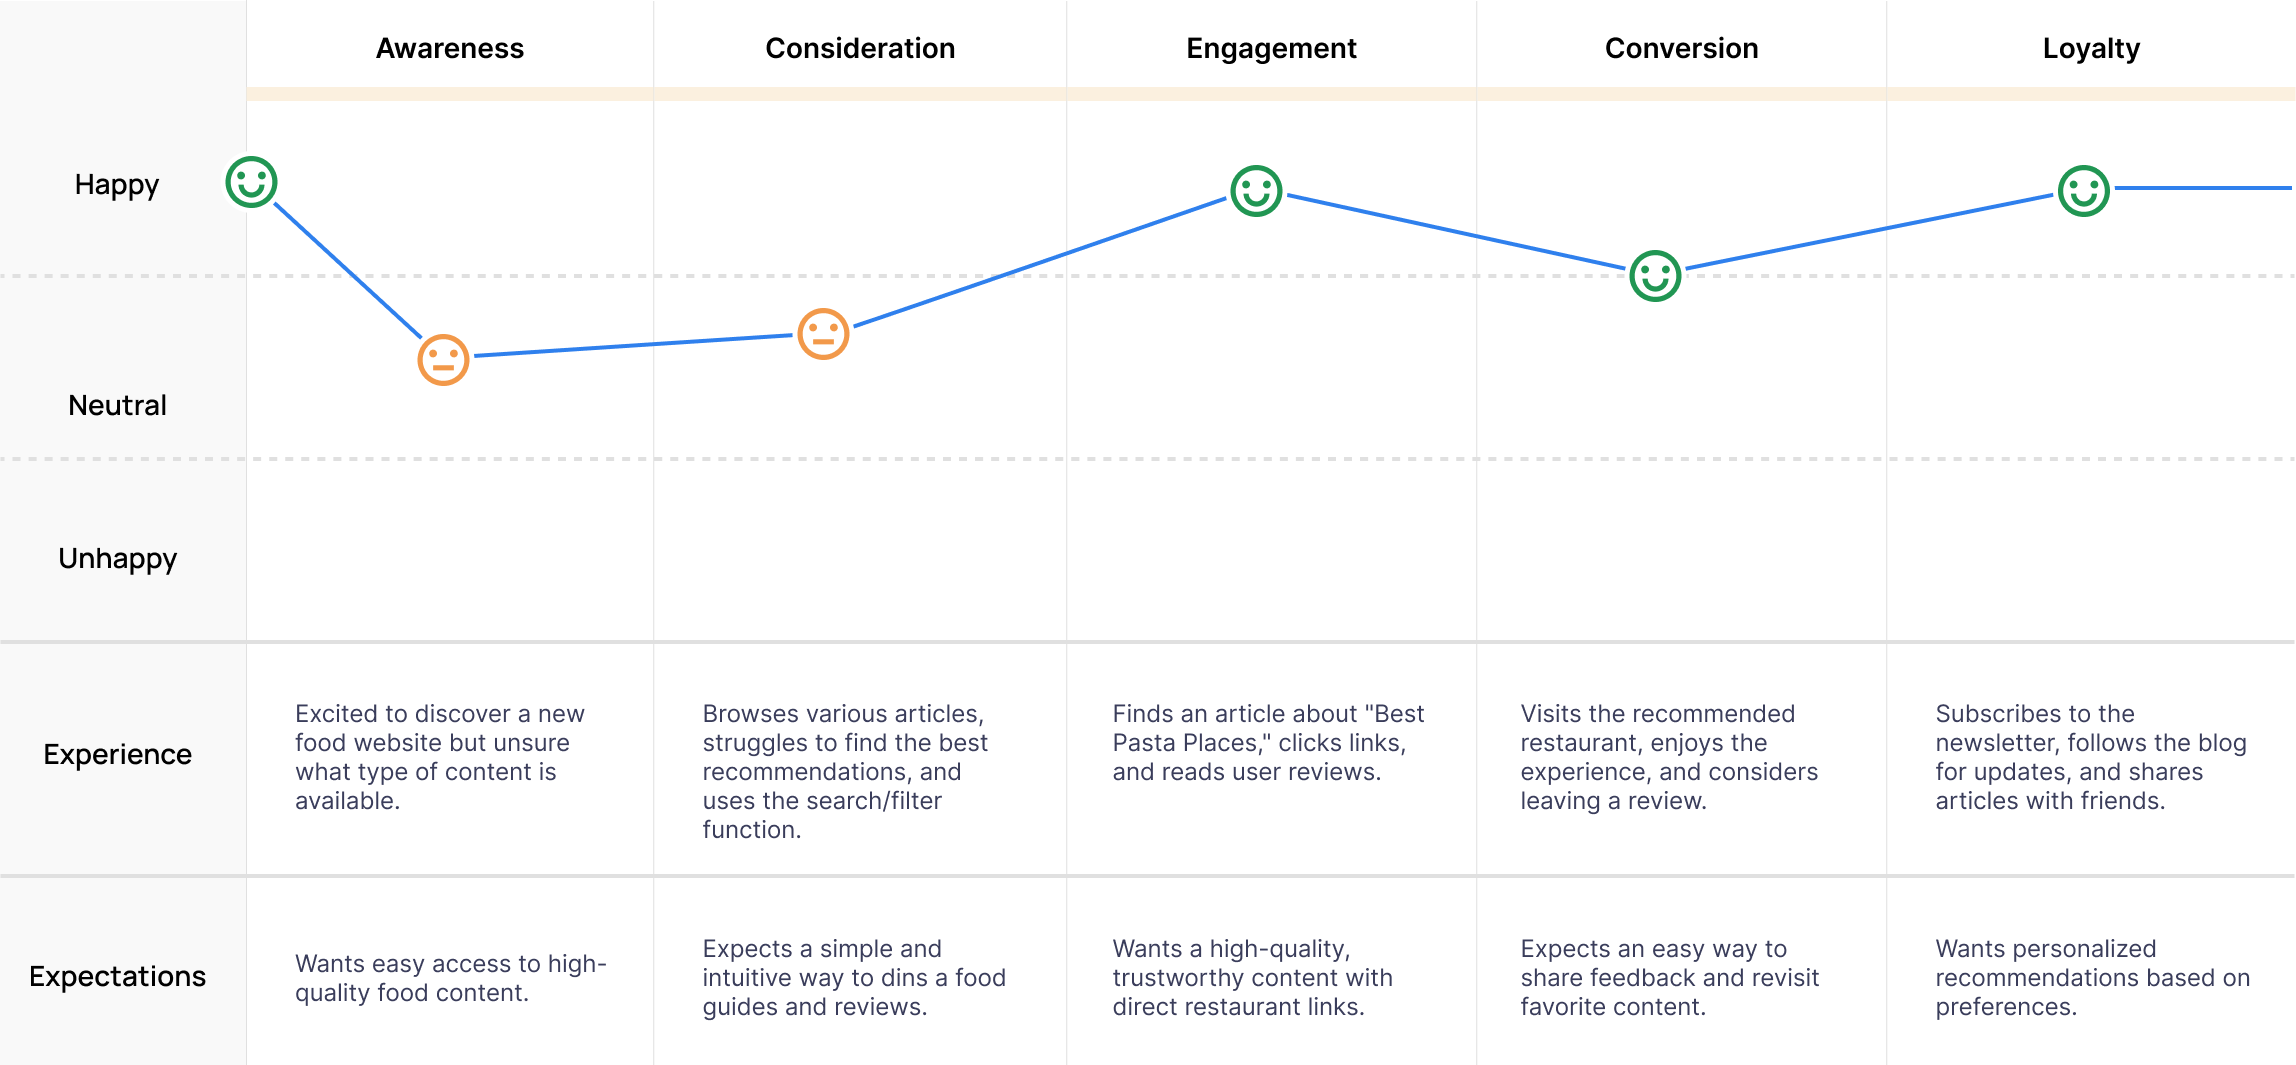 Awareness
Consideration
Engagement
Conversion
Loyalty
Happy
Neutral
Unhappy
Experience
Excited to discover a new
food website but unsure
what type of content is
available.
Browses various articles,
struggles to find the best
recommendations, and
uses the search/filter
function.
Finds an article about "Best
Pasta Places," clicks links,
and reads user reviews.
Visits the recommended
restaurant, enjoys the
experience, and considers
leaving a review.
Subscribes to the
newsletter, follows the blog
for updates, and shares
articles with friends.
Expectations
Wants easy access to high-
quality food content.
Expects a simple and
intuitive way to dins a food
guides and reviews.
Wants a high-quality,
trustworthy content with
direct restaurant links.
Expects an easy way to
share feedback and revisit
favorite content.
Wants personalized
recommendations based on
preferences.